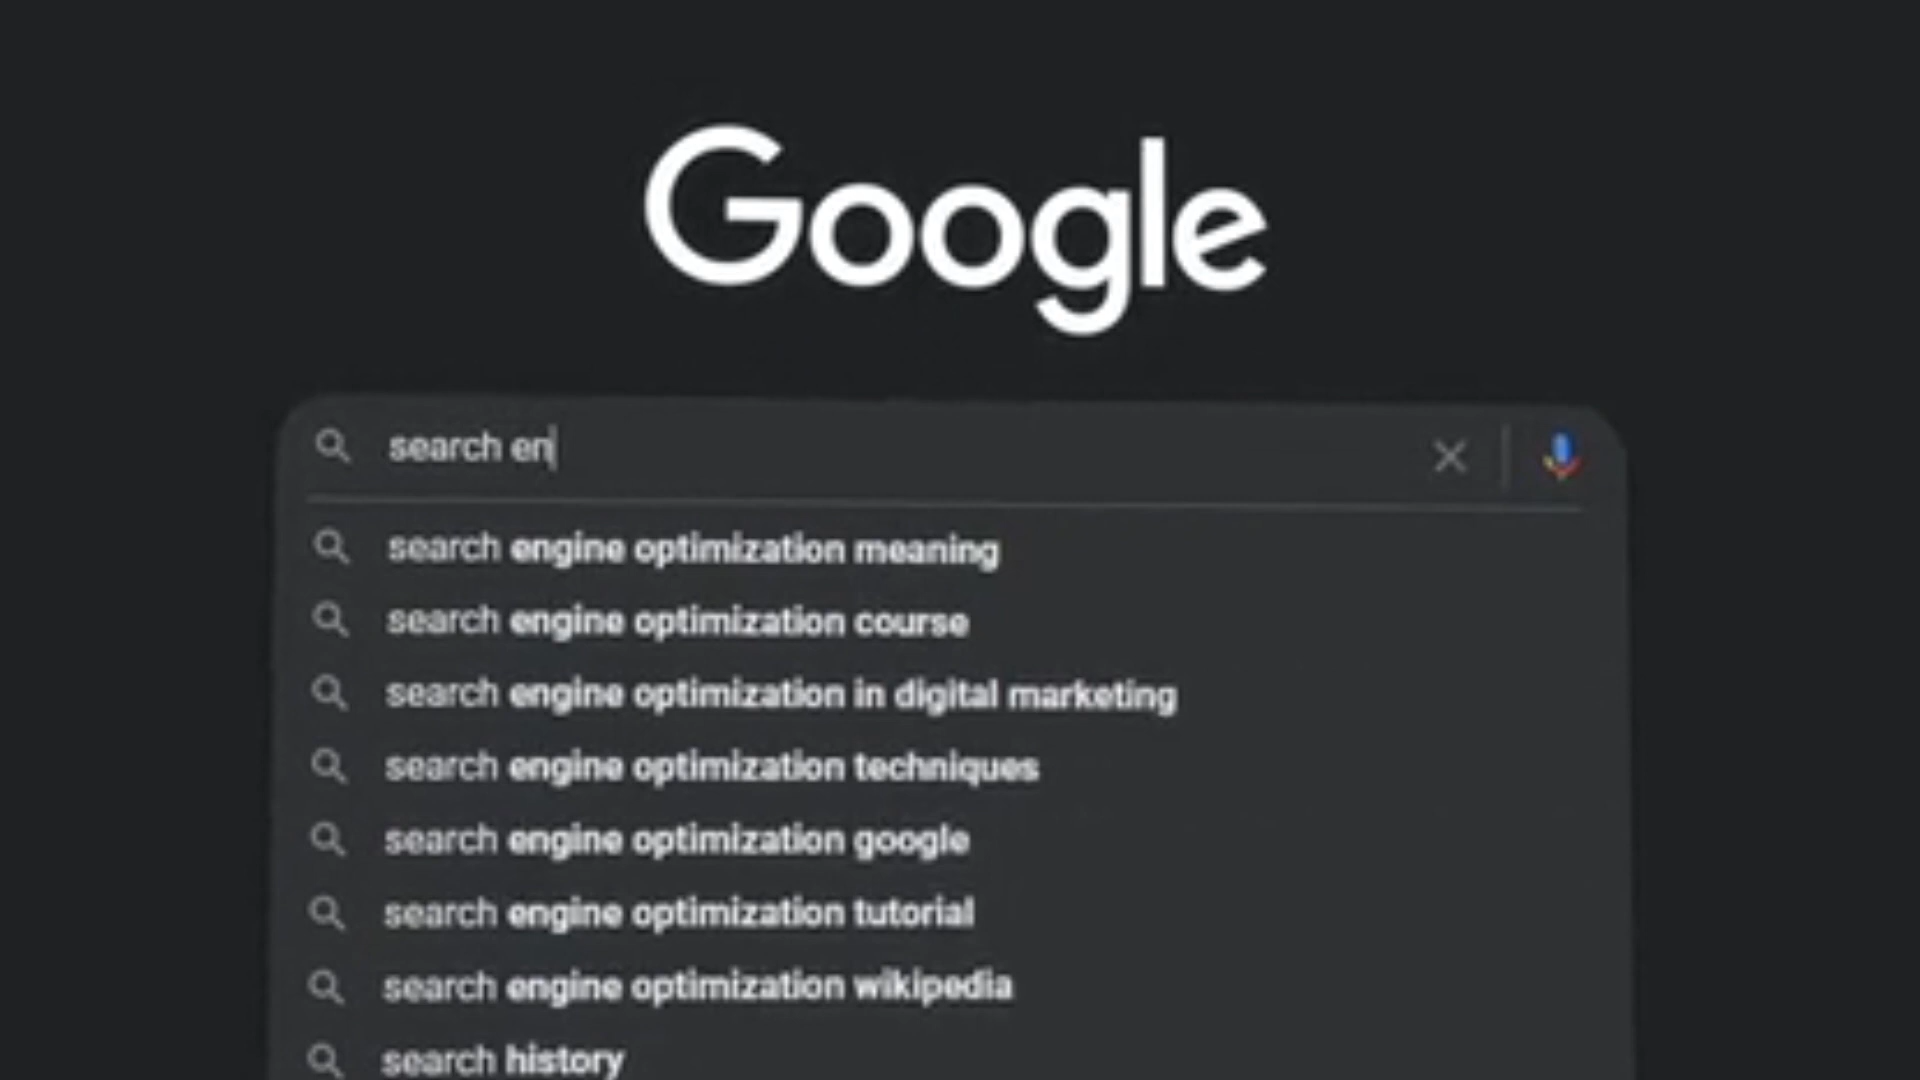 Google
search en
search engine optimization meaning
search engine optimization course
search engine optimization in digital marketing
search engine optimization techniques
search engine optimization google
search engine optimization tutorial
search engine optimization wikipedia
search history